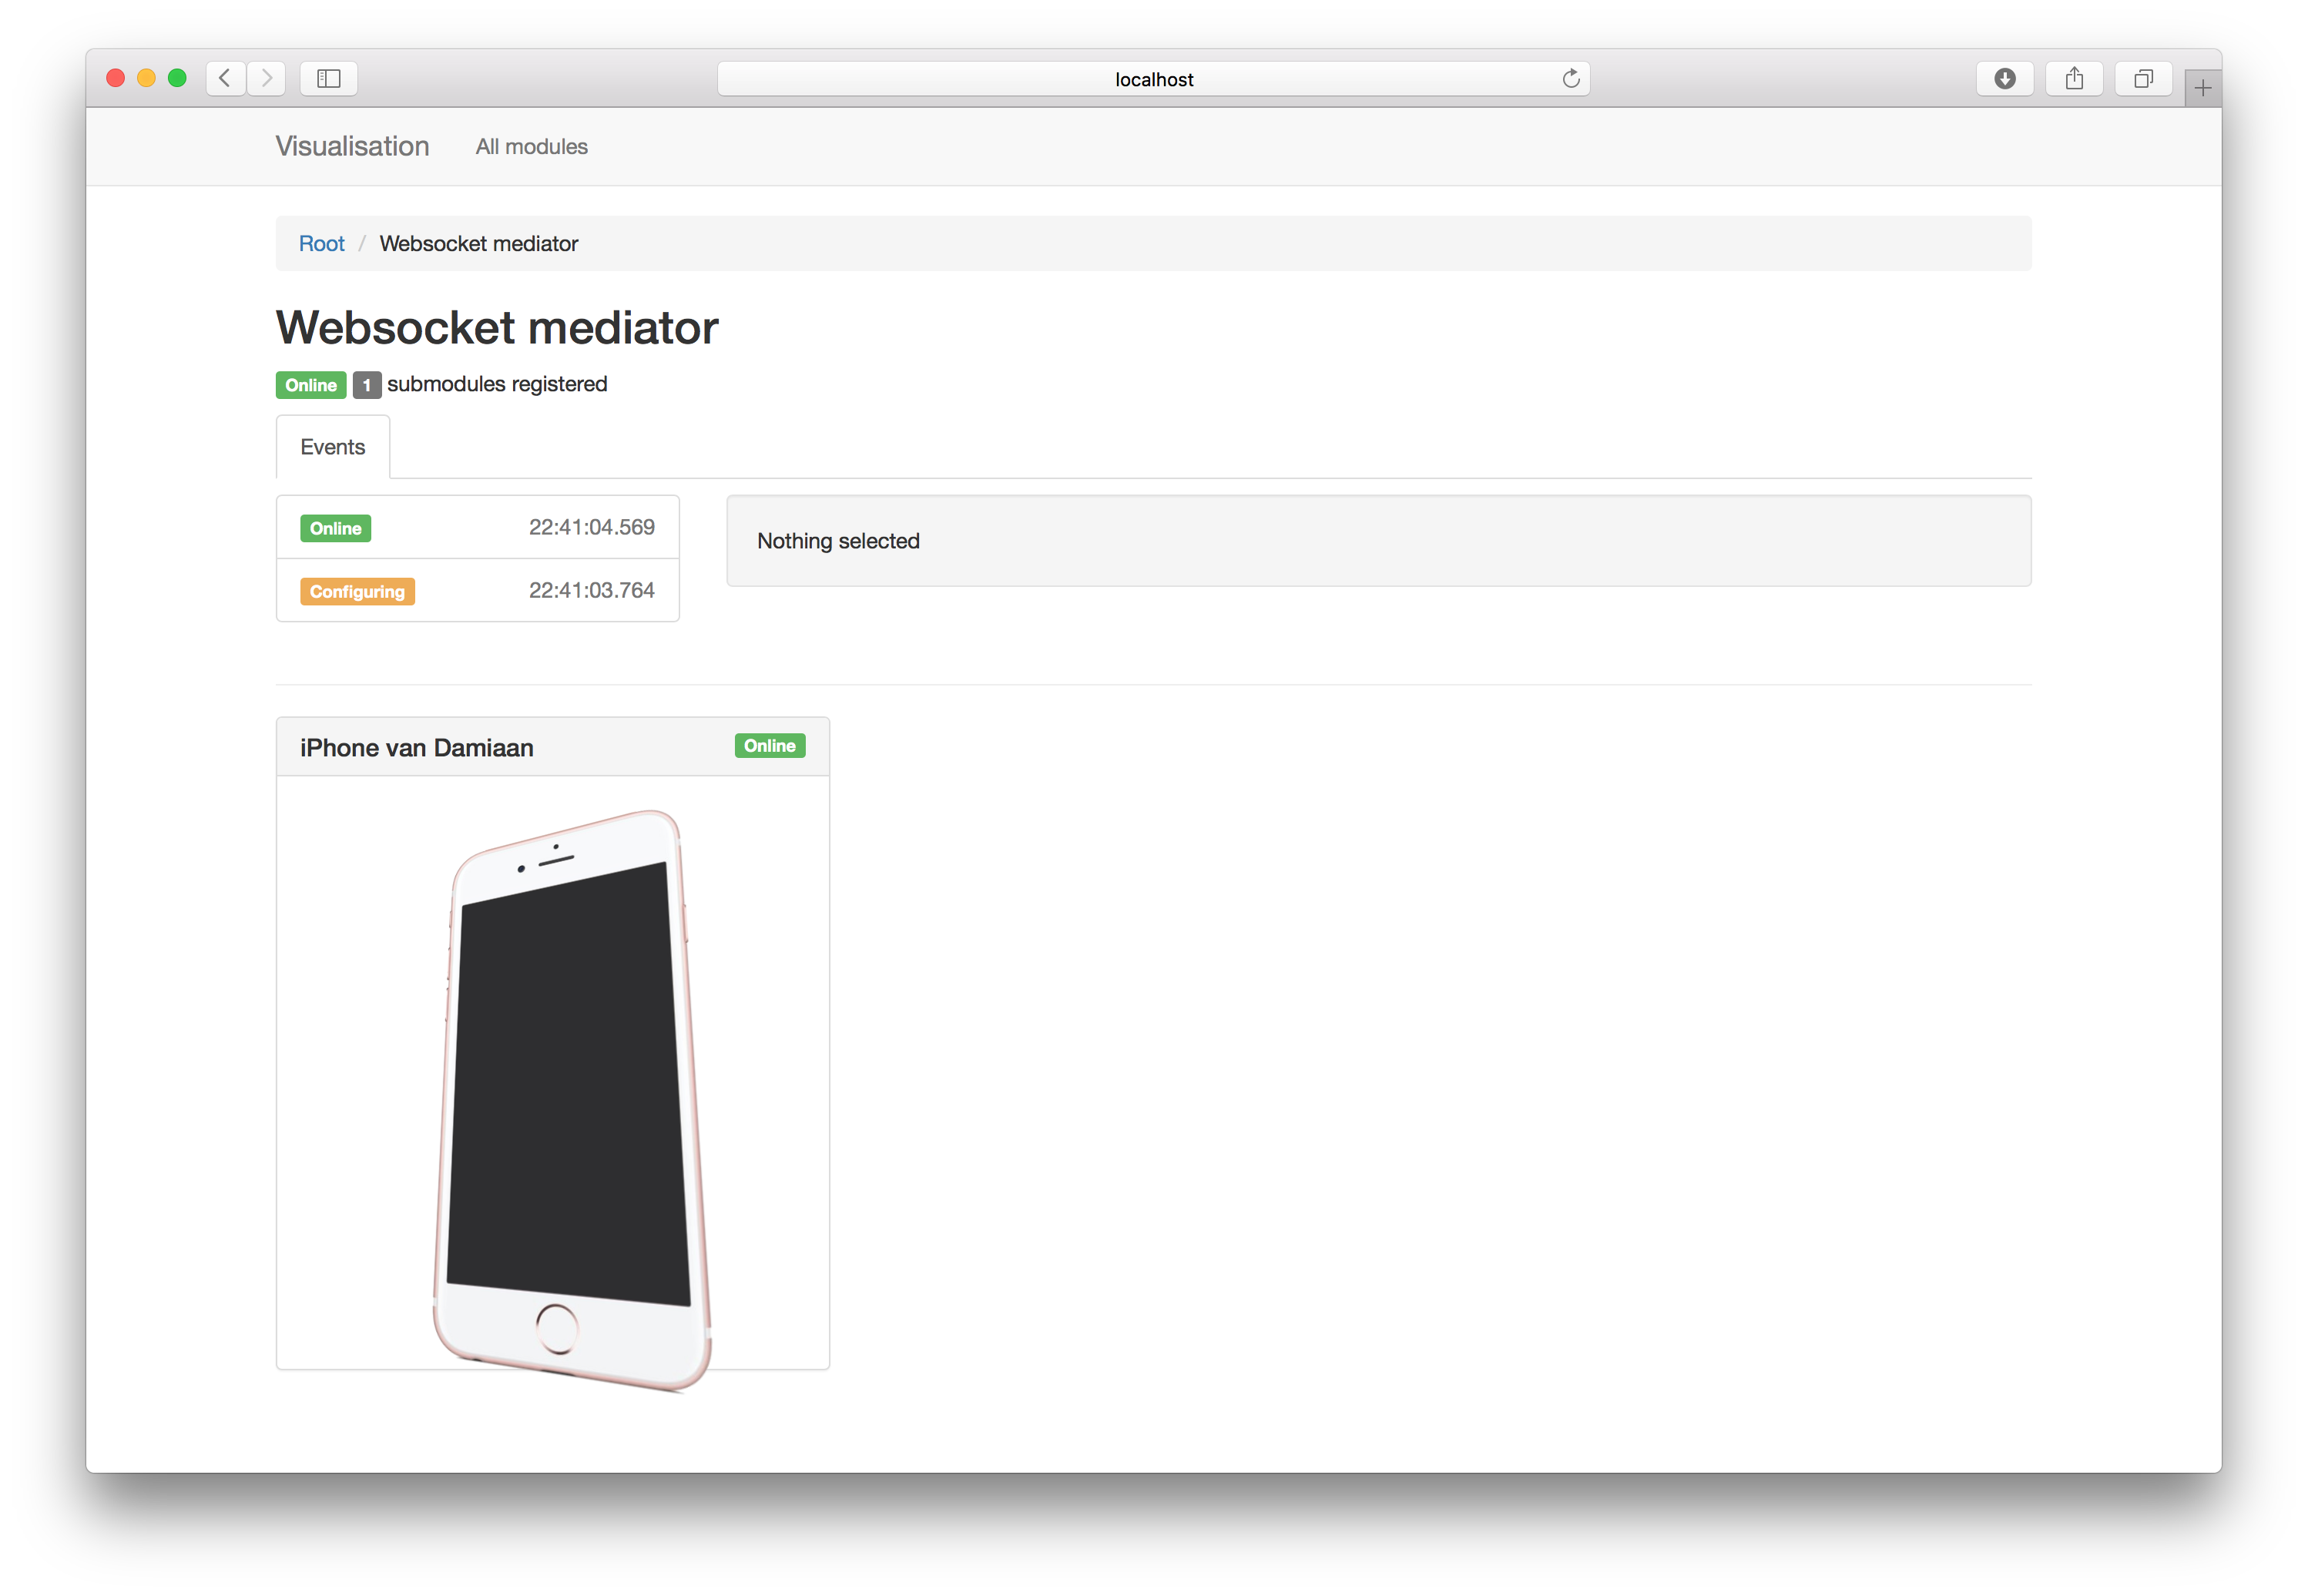 localhost
Visualisation All modules
Root / Websocket mediator
Websocket mediator
Online 1 submodules registered
Events
Online 22:41:04.569
Configuring 22:41:03.764
Nothing selected
iPhone van Damiaan Online